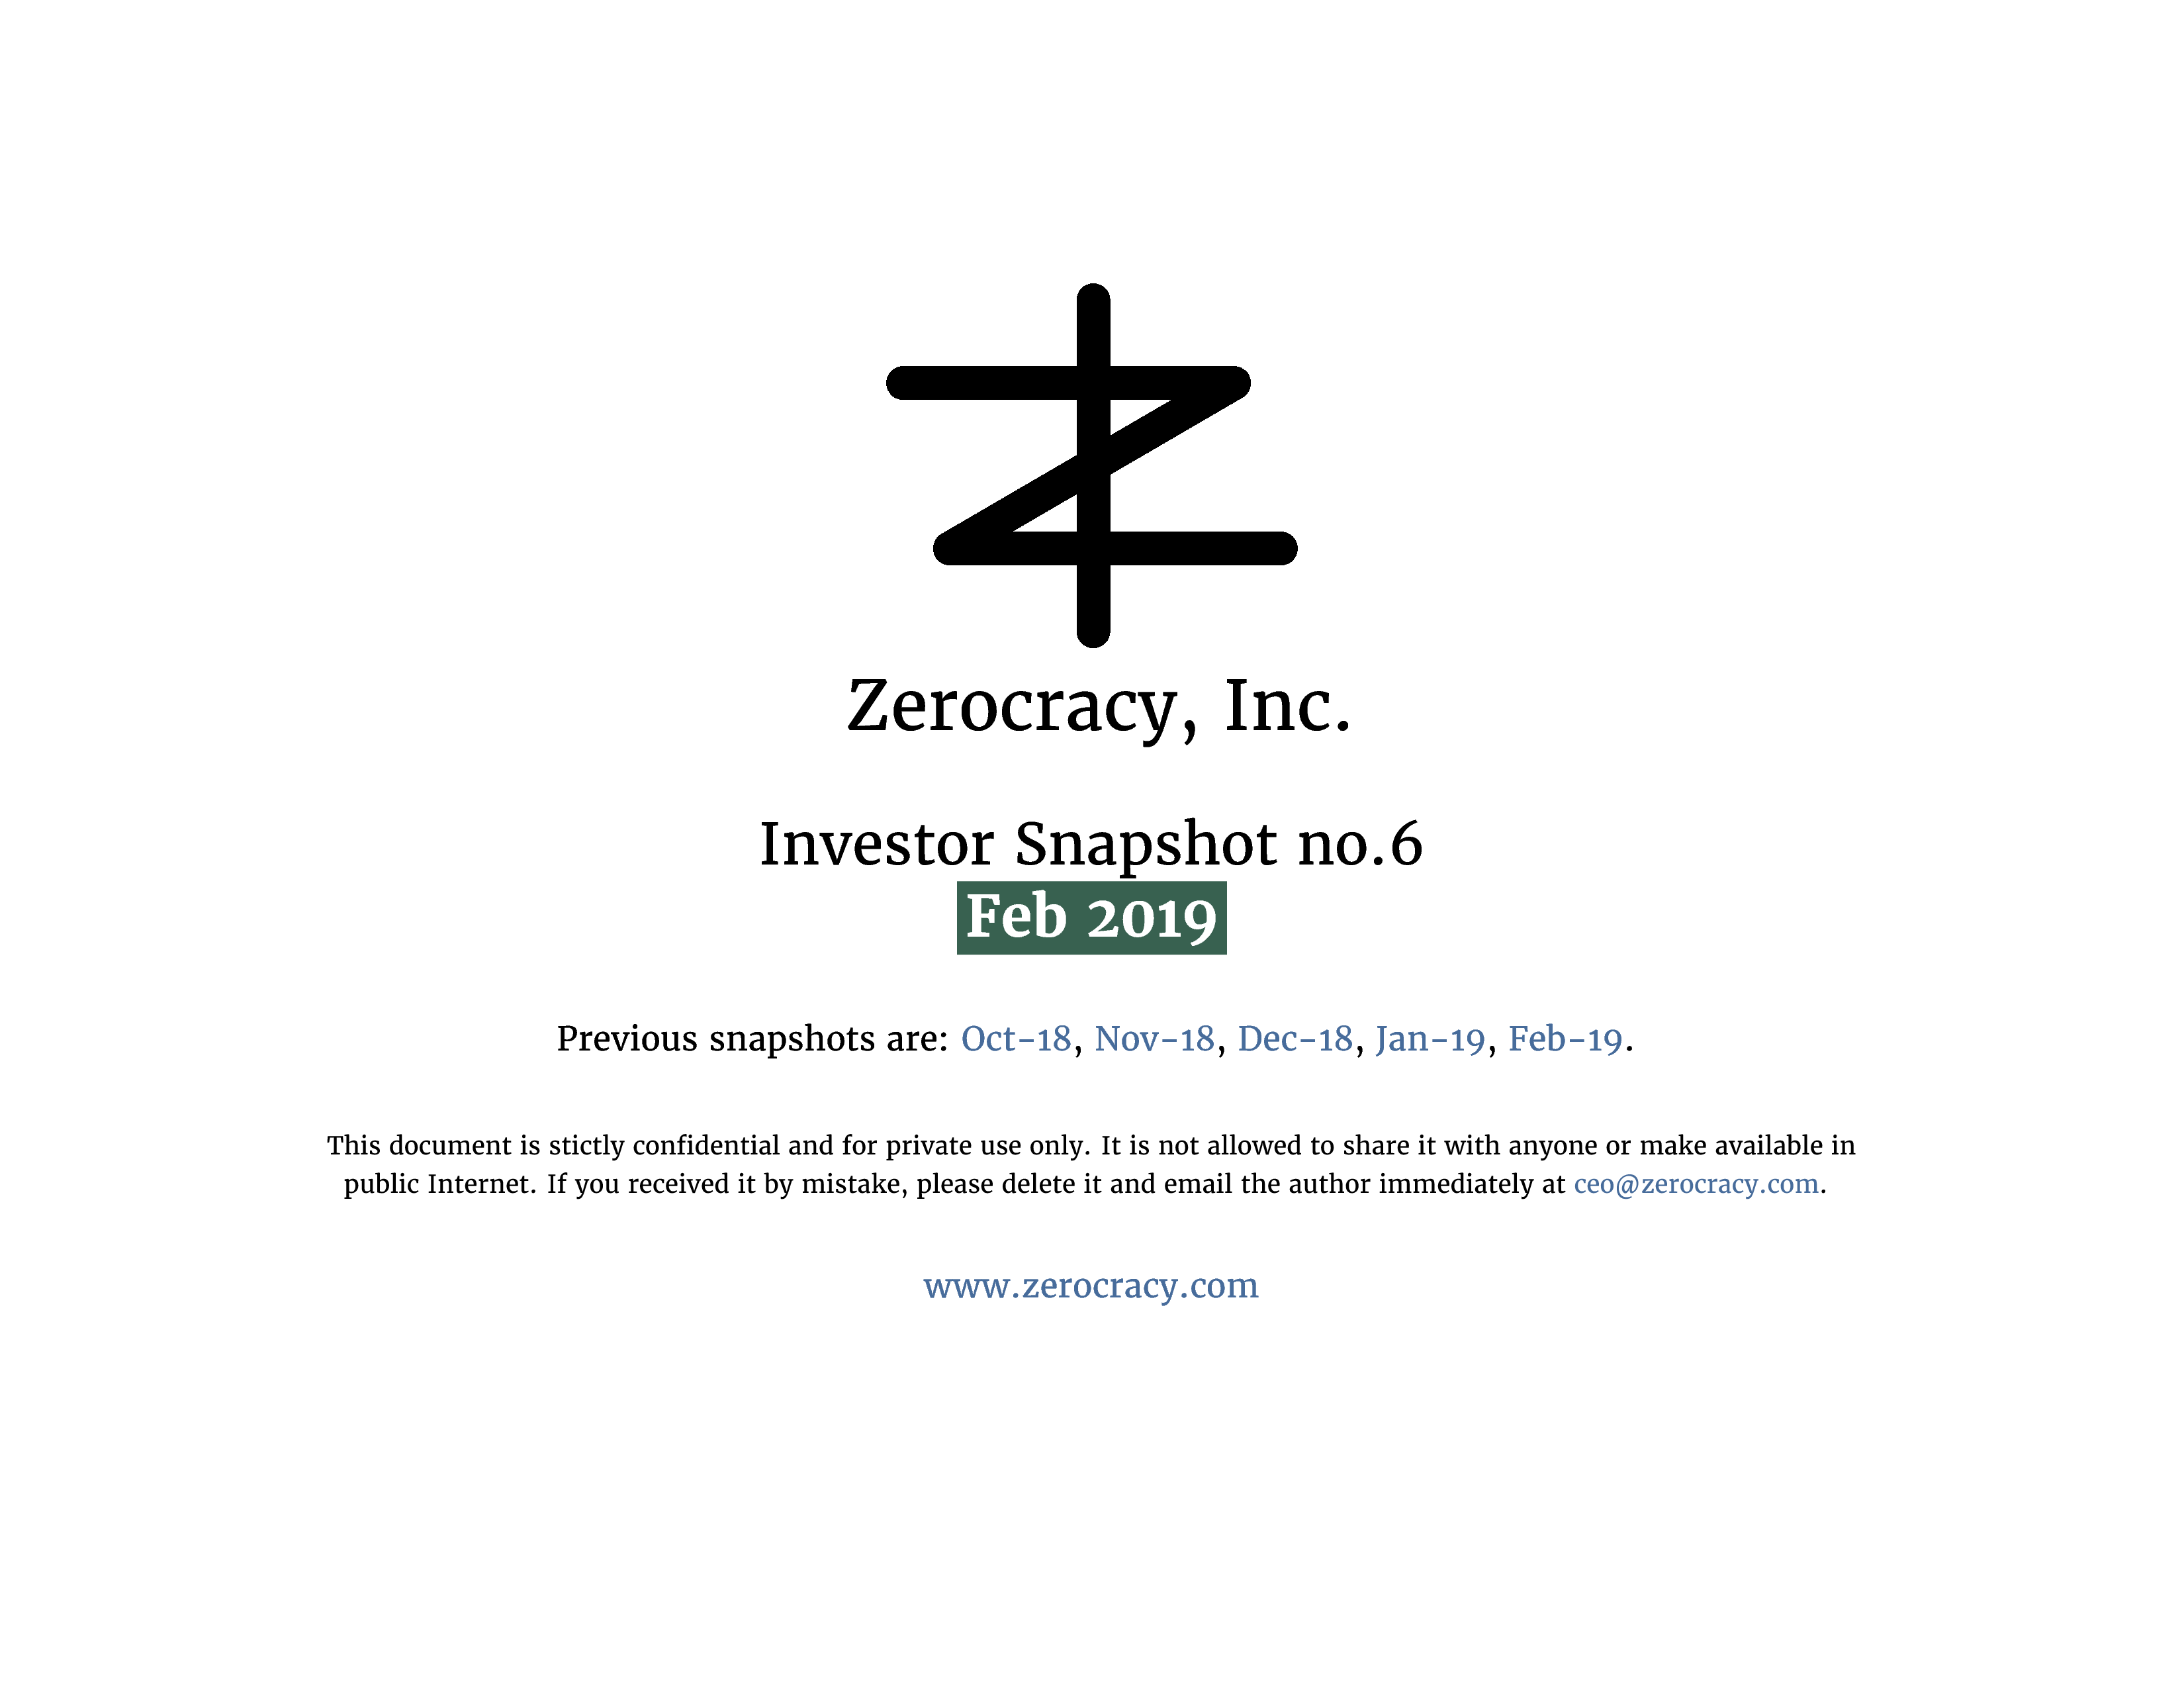 Zerocracy, Inc.
Investor Snapshot no.6
Feb 2019
Previous snapshots are: Oct-18, Nov-18, Dec-18, Jan-19, Feb-19.
This document is stictly confidential and for private use only. It is not allowed to share it with anyone or make available in
public Internet. If you received it by mistake, please delete it and email the author immediately at ceo@zerocracy.com.
www.zerocracy.com